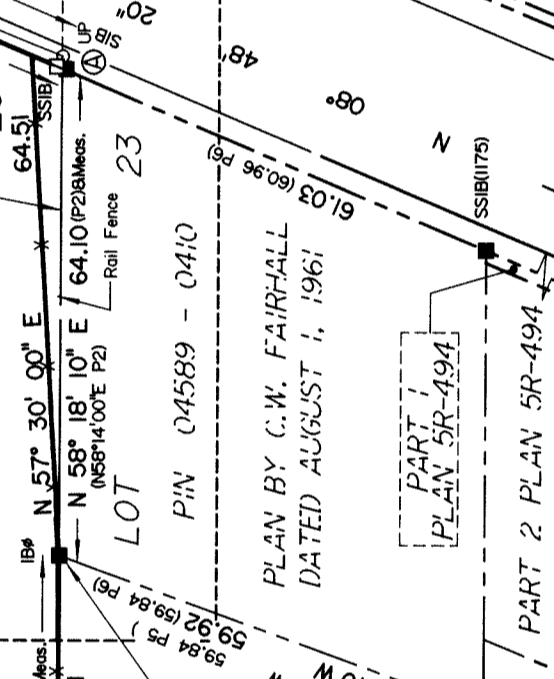 20"
UP
SIB
A
SSIB
48'
08°
N
64.51
64.10(P2)&Meas.
Rail Fence
23
61.03 (60.96 P6)
SSIB(1175)
N 57° 30' 00" E
N 58° 18' 10" E
(N58°14'00"E P2)
LOT
PIN 04589 - 0410
PLAN BY C.W. FAIRHALL
DATED AUGUST 1, 1961
PART 1
PLAN 5R-494
PART 2 PLAN 5R-494
IBø
Meas.
59.92 (59.84 P6)
59.84 P5
W